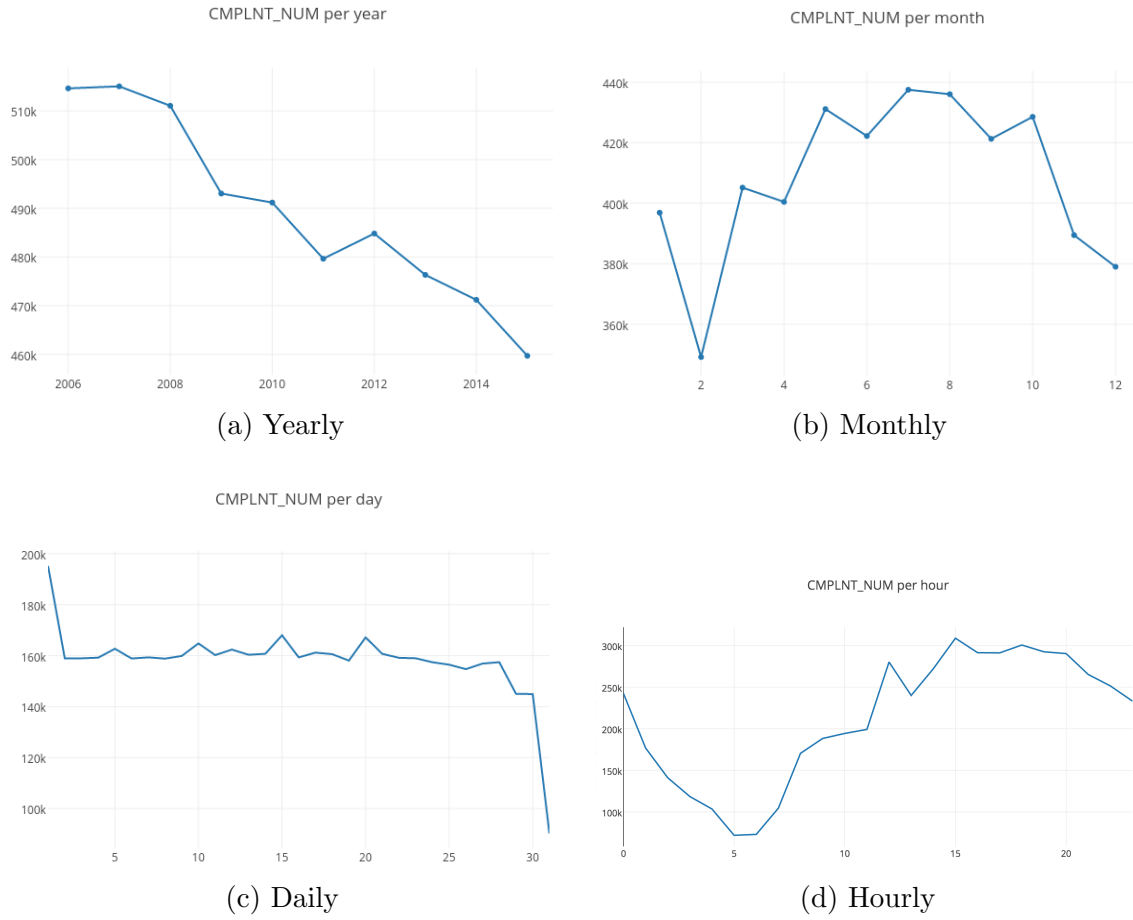 CMPLNT_NUM per year
510k
500k
490k
480k
470k
460k
2006 2008 2010 2012 2014
(a) Yearly
CMPLNT_NUM per month
440k
420k
400k
380k
360k
2 4 6 8 10 12
(b) Monthly
CMPLNT_NUM per day
200k
180k
160k
140k
120k
100k
5 10 15 20 25 30
(c) Daily
CMPLNT_NUM per hour
300k
250k
200k
150k
100k
0 5 10 15 20
(d) Hourly